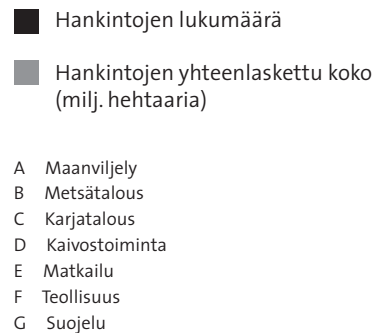 Hankintojen lukumäärä
Hankintojen yhteenlaskettu koko
(milj. hehtaaria)
A Maanviljely
B Metsätalous
C Karjatalous
D Kaivostoiminta
E Matkailu
F Teollisuus
G Suojelu